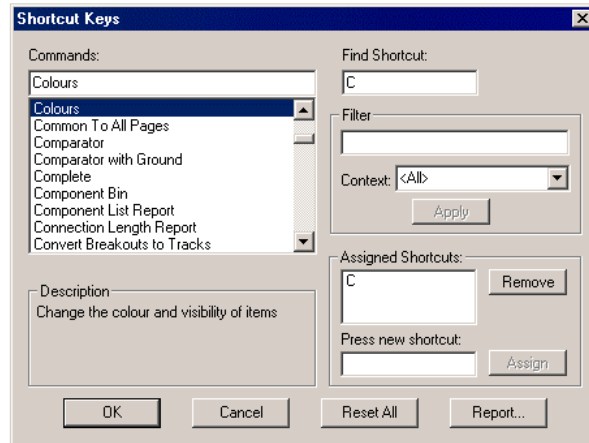 Shortcut Keys
Commands:
Colours
Colours
Common To All Pages
Comparator
Comparator with Ground
Complete
Component Bin
Component List Report
Connection Length Report
Convert Breakouts to Tracks
Description
Change the colour and visibility of items
Find Shortcut:
C
Filter
Context: <All>
Apply
Assigned Shortcuts:
C
Remove
Press new shortcut:
Assign
OK Cancel Reset All Report...